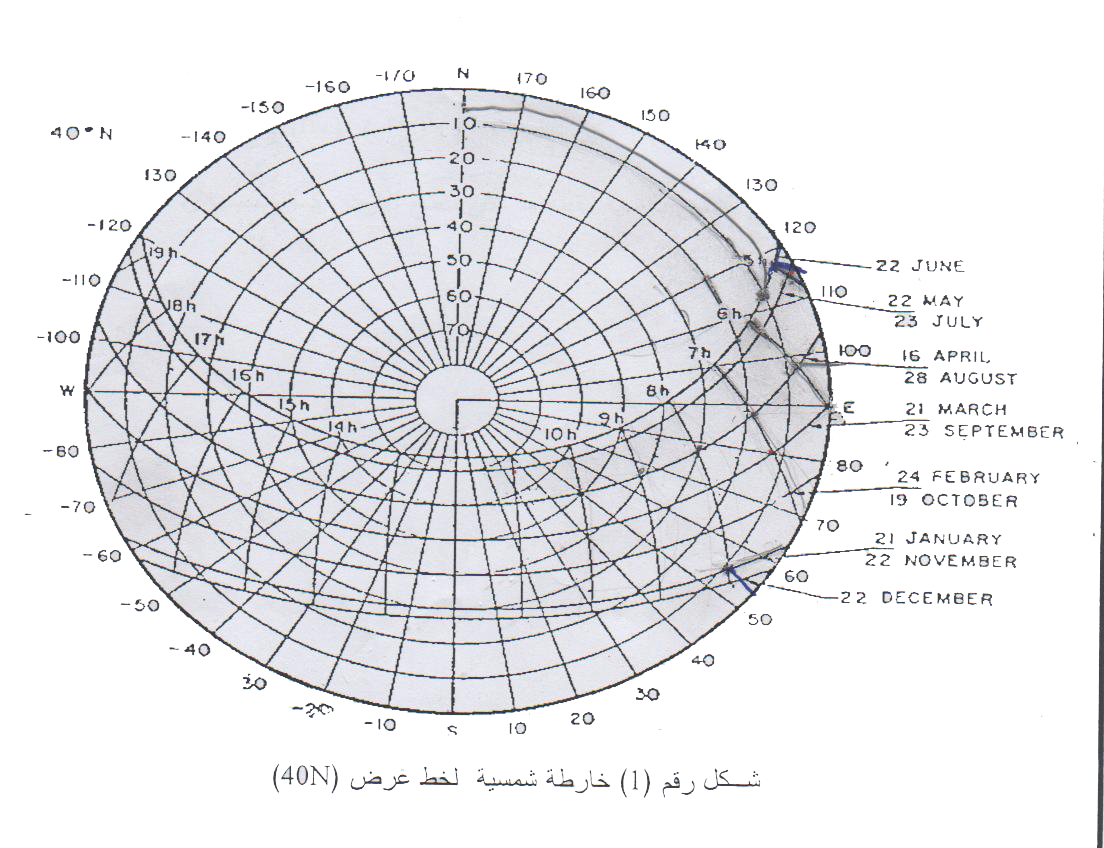 -170 N 170
-160 160
-150 150
-140 140
130 130
-120 120
-110 110
-100 100
W E
-80 80
-70 70
-60 60
-50 50
-40 40
30 30
-20 20
-10 S 10
40° N
10
20
30
40
50
60
70
19h
18h
17h
16h
15h
14h
5h
6h
7h
8h
9h
10h
22 JUNE
22 MAY
23 JULY
16 APRIL
28 AUGUST
21 MARCH
23 SEPTEMBER
24 FEBRUARY
19 OCTOBER
21 JANUARY
22 NOVEMBER
22 DECEMBER
شكل رقم (1) خارطة شمسية لخط عرض (40N)